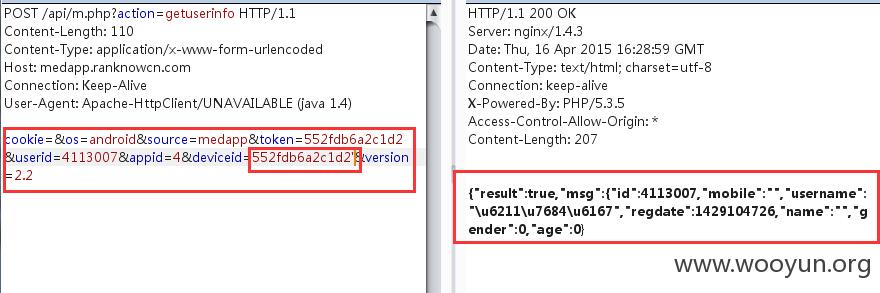 POST /api/m.php?action=getuserinfo HTTP/1.1
Content-Length: 110
Content-Type: application/x-www-form-urlencoded
Host: medapp.ranknowcn.com
Connection: Keep-Alive
User-Agent: Apache-HttpClient/UNAVAILABLE (java 1.4)
cookie=&os=android&source=medapp&token=552fdb6a2c1d2
&userid=4113007&appid=4&deviceid=552fdb6a2c1d2'&version
=2.2
HTTP/1.1 200 OK
Server: nginx/1.4.3
Date: Thu, 16 Apr 2015 16:28:59 GMT
Content-Type: text/html; charset=utf-8
Connection: keep-alive
X-Powered-By: PHP/5.3.5
Access-Control-Allow-Origin: *
Content-Length: 207
{"result":true,"msg":{"id":4113007,"mobile":"","username":
"\u6211\u7684\u6167","regdate":1429104726,"name":"","g
ender":0,"age":0}
www.wooyun.org